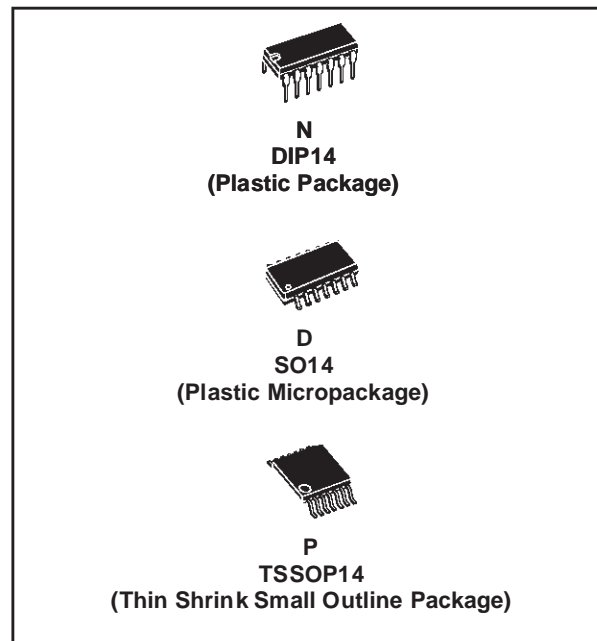 N
DIP14
(Plastic Package)
D
SO14
(Plastic Micropackage)
P
TSSOP14
(Thin Shrink Small Outline Package)